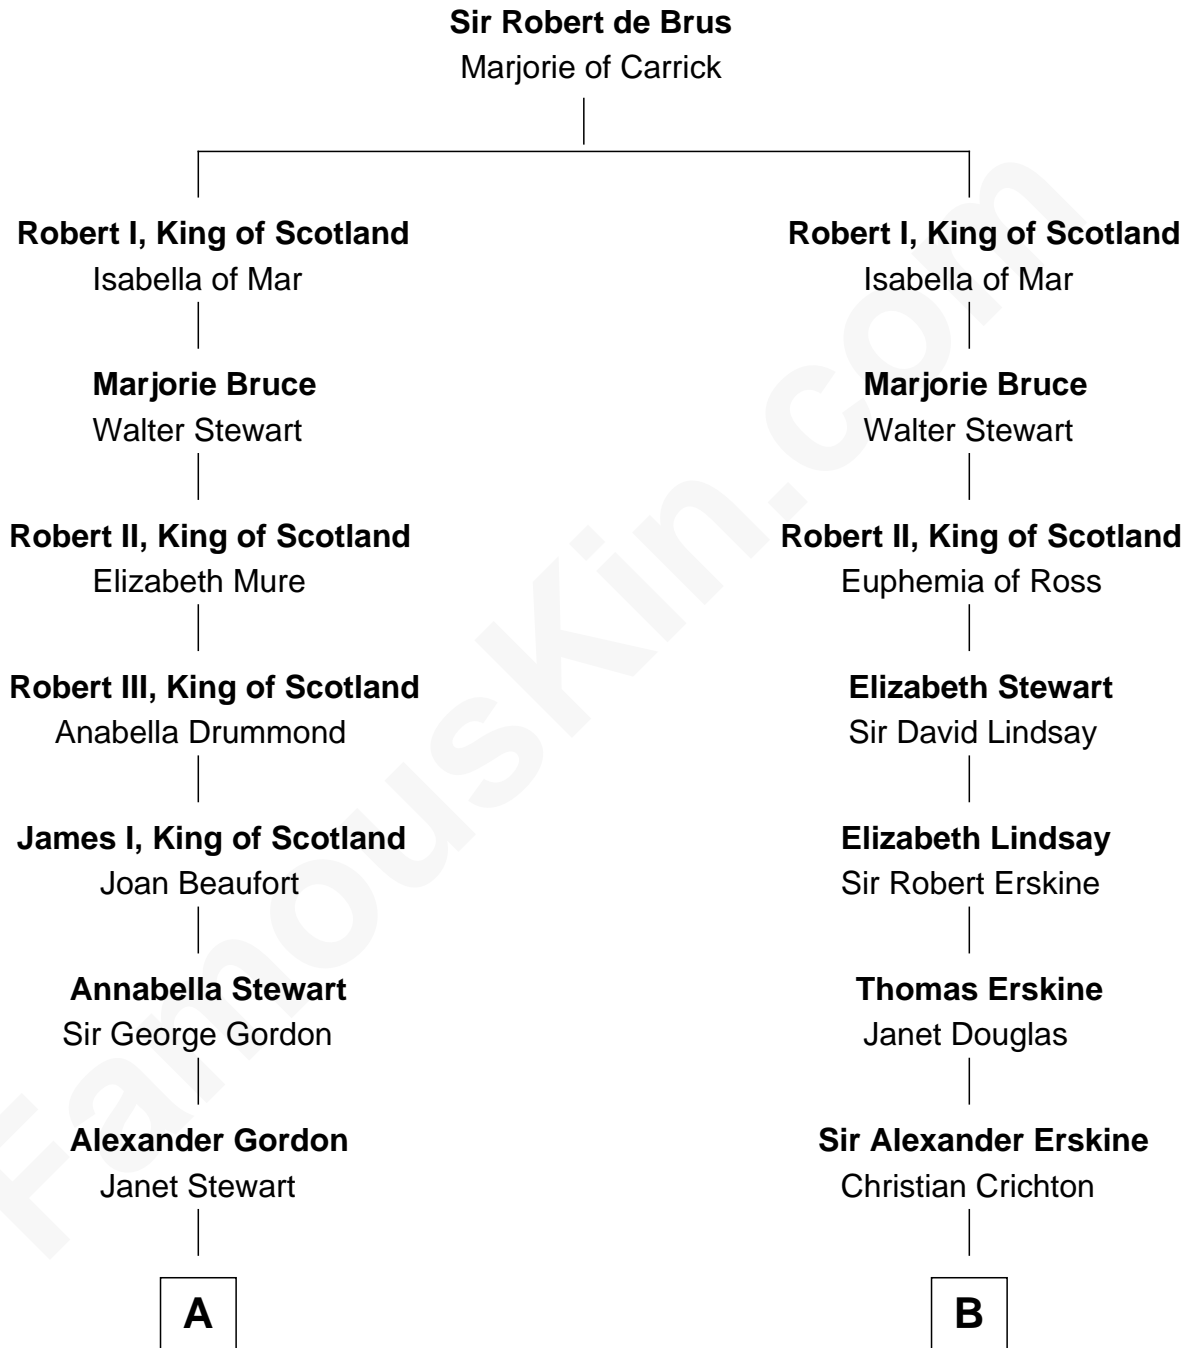 Sir Robert de Brus
Marjorie of Carrick
Robert I, King of Scotland
Isabella of Mar
Marjorie Bruce
Walter Stewart
Robert II, King of Scotland
Elizabeth Mure
Robert III, King of Scotland
Anabella Drummond
James I, King of Scotland
Joan Beaufort
Annabella Stewart
Sir George Gordon
Alexander Gordon
Janet Stewart
A
Robert I, King of Scotland
Isabella of Mar
Marjorie Bruce
Walter Stewart
Robert II, King of Scotland
Euphemia of Ross
Elizabeth Stewart
Sir David Lindsay
Elizabeth Lindsay
Sir Robert Erskine
Thomas Erskine
Janet Douglas
Sir Alexander Erskine
Christian Crichton
B
FamousKin.com